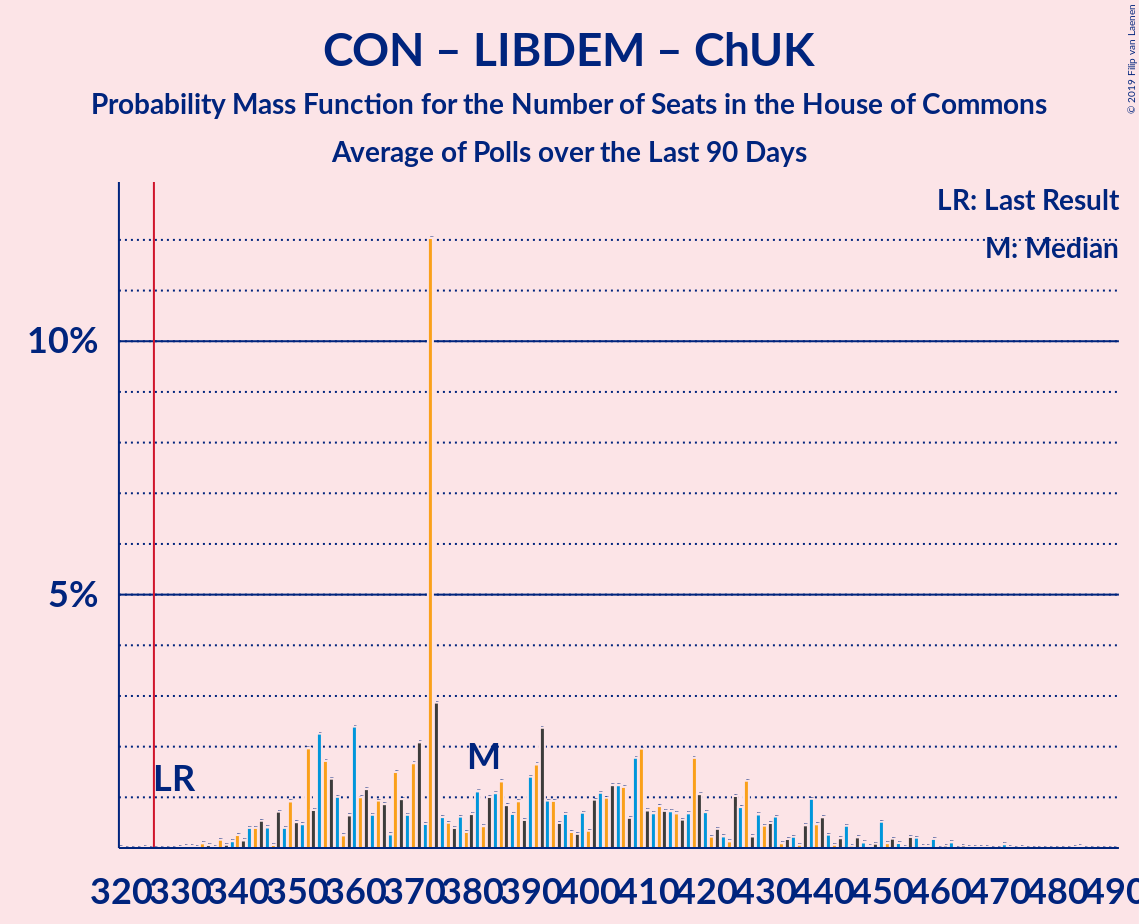 CON – LIBDEM – ChUK
Probability Mass Function for the Number of Seats in the House of Commons
Average of Polls over the Last 90 Days
© 2019 Filip van Laenen
LR: Last Result
M: Median
10%
5%
M
LR
320 330 340 350 360 370 380 390 400 410 420 430 440 450 460 470 480 490